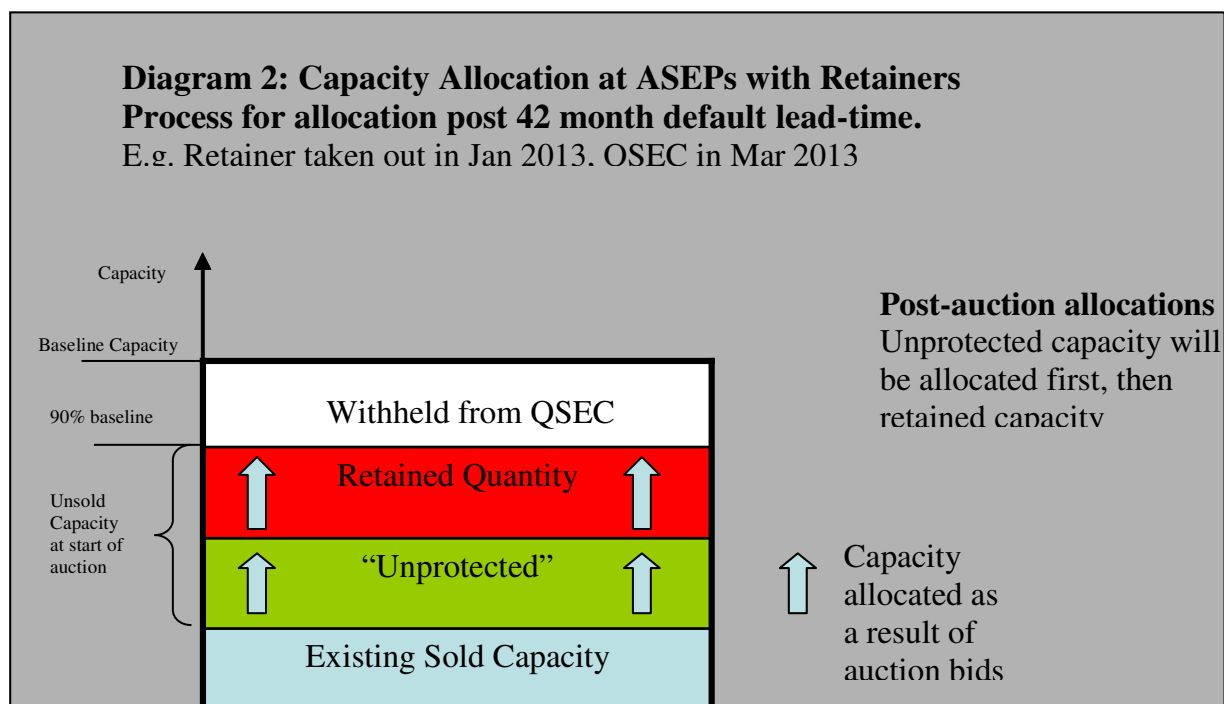 Diagram 2: Capacity Allocation at ASEPs with Retainers
Process for allocation post 42 month default lead-time.
E.g. Retainer taken out in Jan 2013, QSEC in Mar 2013
Capacity
Baseline Capacity
90% baseline
Unsold
Capacity
at start of
auction
Withheld from QSEC
Retained Quantity
“Unprotected”
Existing Sold Capacity
Post-auction allocations
Unprotected capacity will
be allocated first, then
retained capacity
Capacity
allocated as
a result of
auction bids